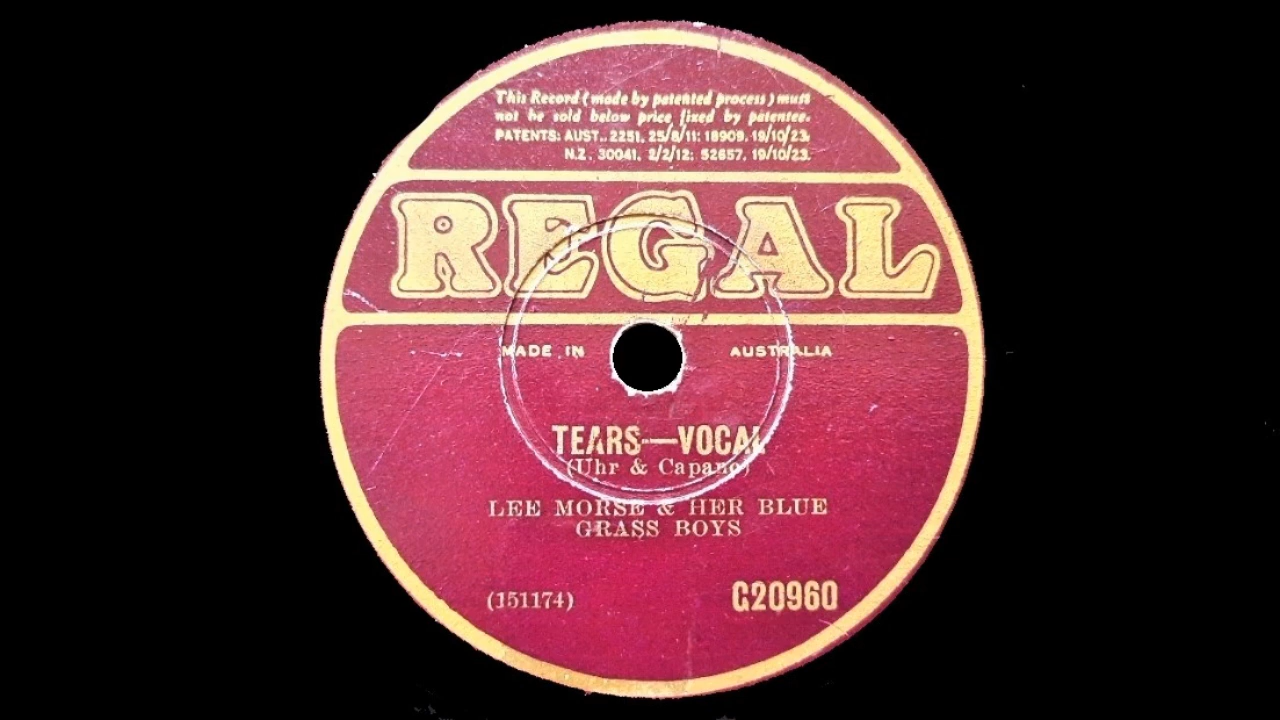 This Record (made by patented process) must
not be sold below price fixed by patentee.
PATENTS: AUST., 2251, 25/8/11; 18909, 19/10/23.
N.Z. 30041, 2/2/12; 52657, 19/10/23.
REGAL
MADE IN AUSTRALIA
TEARS—VOCAL
(Uhr & Capano)
LEE MORSE & HER BLUE
GRASS BOYS
(151174) G20960